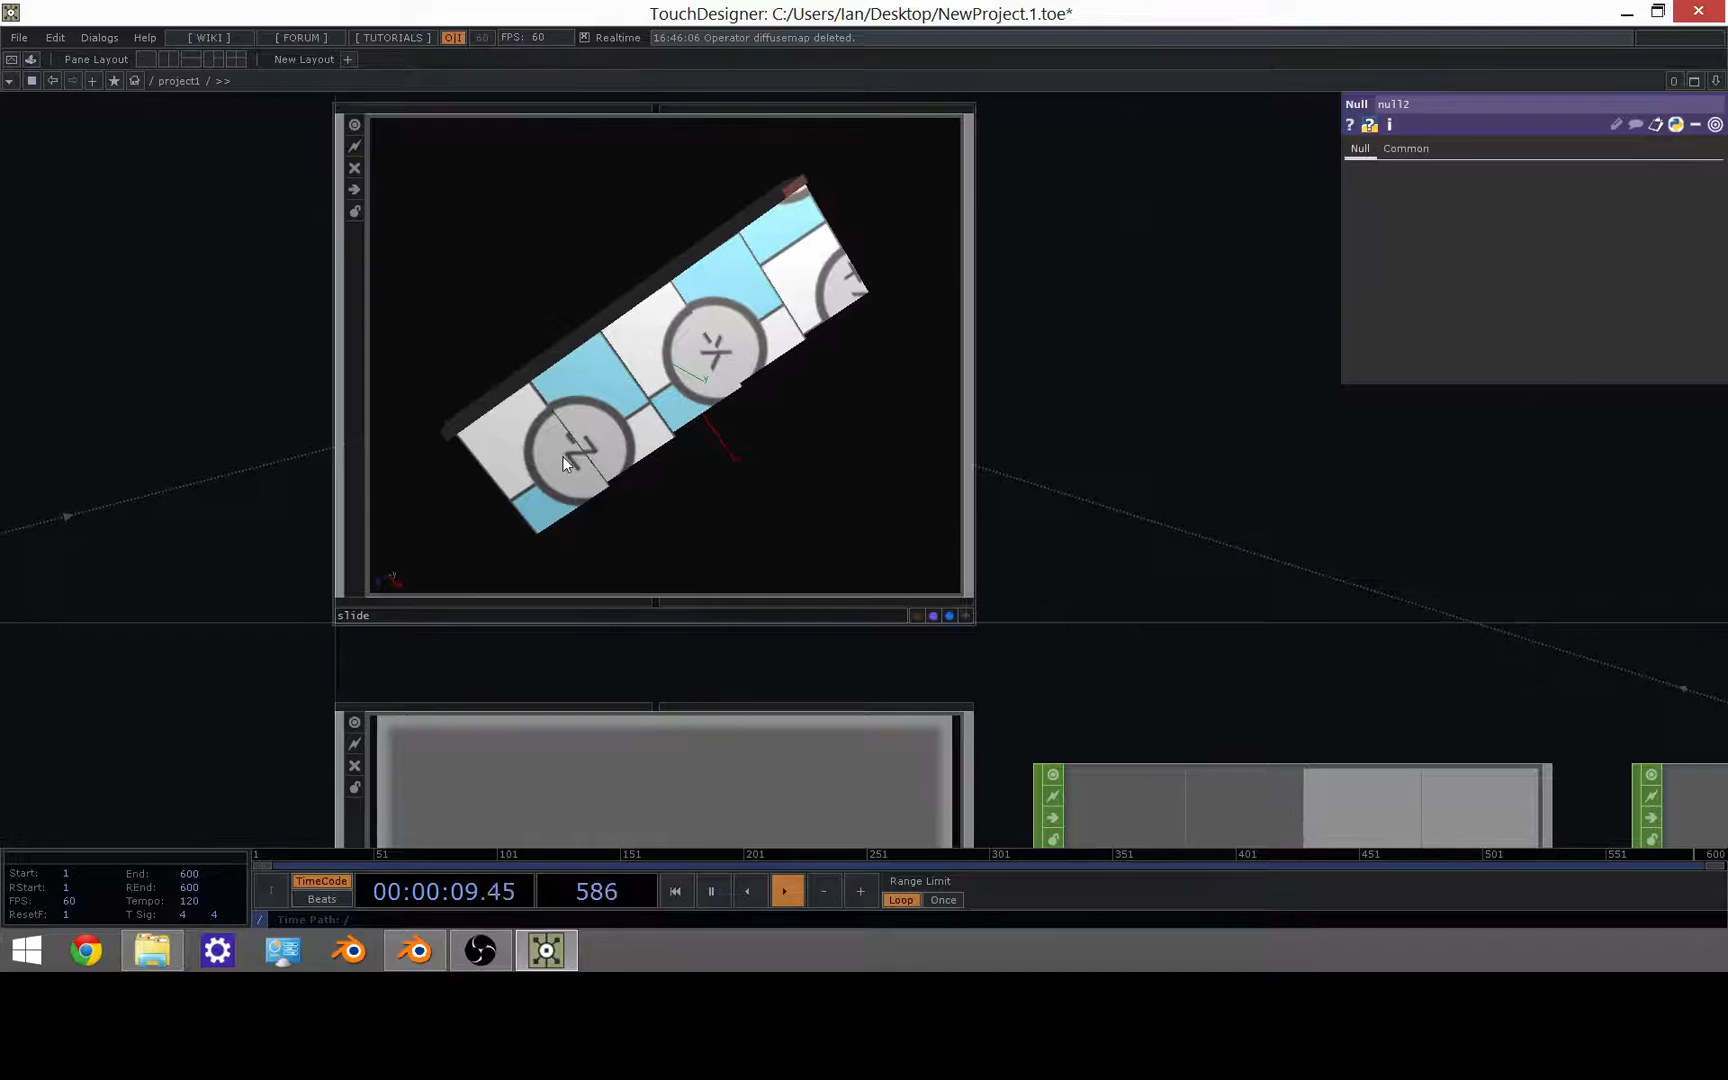 TouchDesigner: C:/Users/Ian/Desktop/NewProject.1.toe*
File Edit Dialogs Help [ WIKI ] [ FORUM ] [ TUTORIALS ] O|I 60 FPS: 60 Realtime 16:46:06 Operator diffusemap deleted.
Pane Layout New Layout +
/ project1 / >> 0
Null null2
? ? i
Null Common
slide
1 51 101 151 201 251 301 351 401 451 501 551 600
Start: 1 End: 600
RStart: 1 REnd: 600
FPS: 60 Tempo: 120
ResetF: 1 T Sig: 4 4
TimeCode
Beats
00:00:09.45 586
Range Limit
Loop Once
/ Time Path: /